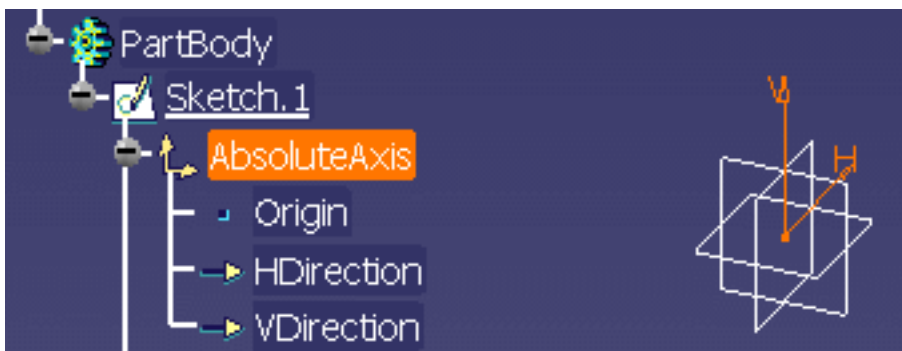 PartBody
Sketch.1
AbsoluteAxis
Origin
HDirection
VDirection
V
H